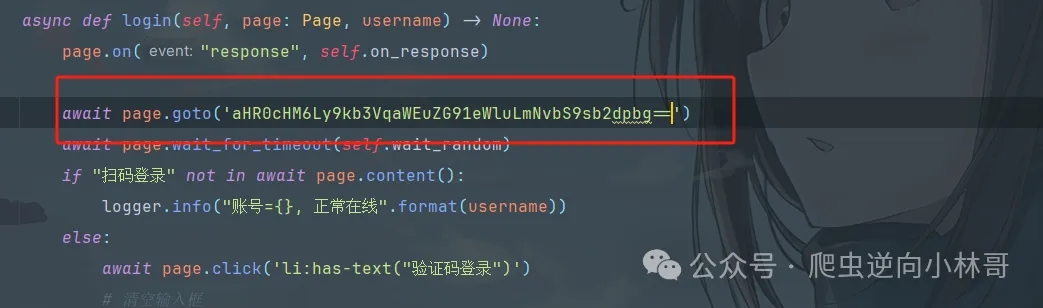 async def login(self, page: Page, username) -> None:
page.on( event: "response", self.on_response)
await page.goto('aHR0cHM6Ly9kb3VqaWEuZG91eWluLmNvbS9sb2dpbg==')
await page.wait_for_timeout(self.wait_random)
if "扫码登录" not in await page.content():
logger.info("账号={}, 正常在线".format(username))
else:
await page.click('li:has-text("验证码登录")')
# 清空输入框
公众号 · 爬虫逆向小林哥